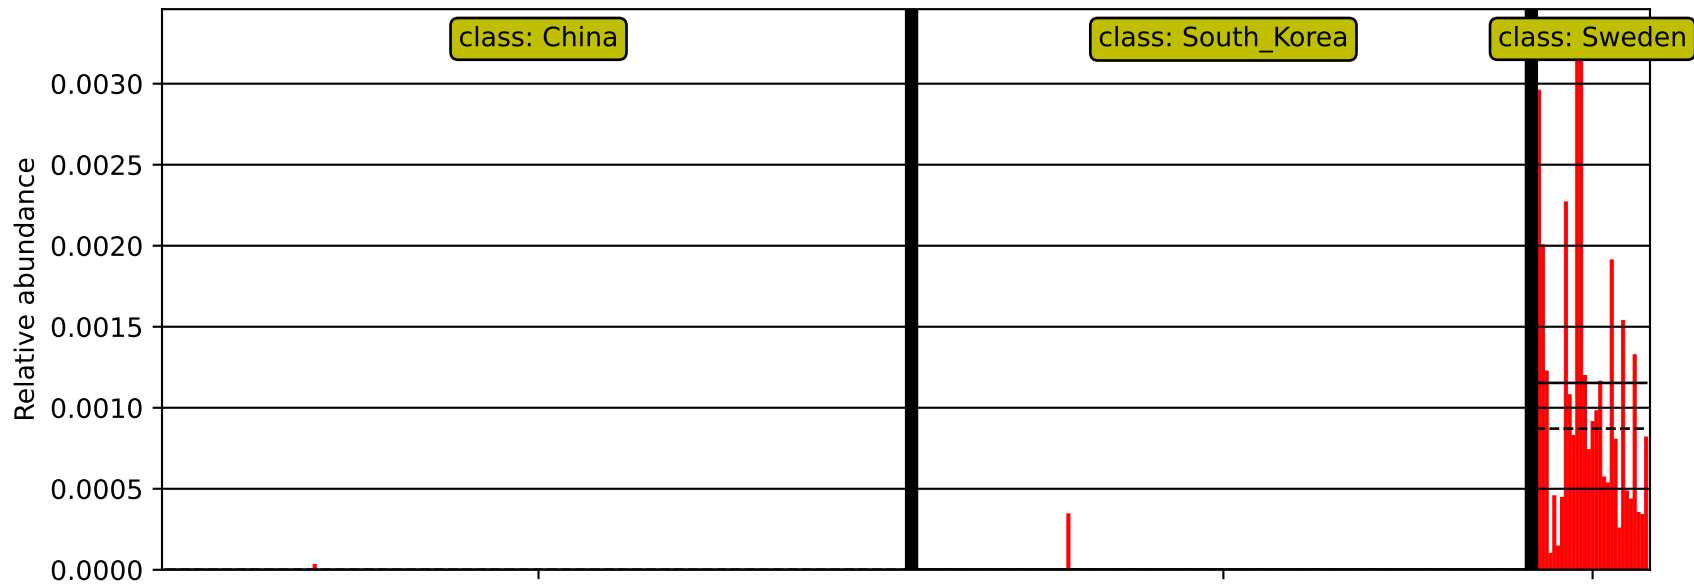 class: China
class: South_Korea
class: Sweden
Relative abundance
0.0030
0.0025
0.0020
0.0015
0.0010
0.0005
0.0000